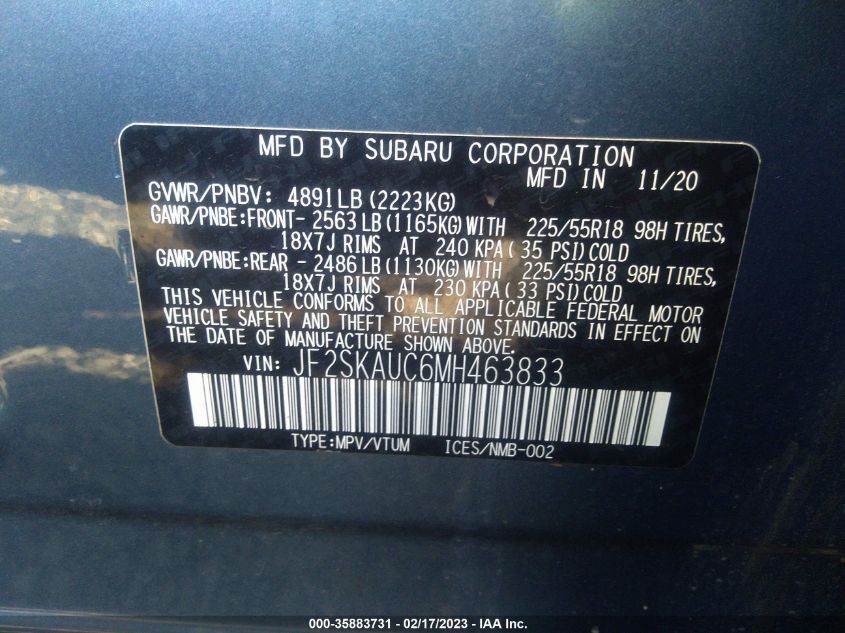 MFD BY SUBARU CORPORATION
MFD IN 11/20
GVWR/PNBV: 4891LB (2223KG)
GAWR/PNBE:FRONT- 2563 LB (1165KG) WITH 225/55R18 98H TIRES,
18X7J RIMS AT 240 KPA( 35 PSI) COLD
GAWR/PNBE:REAR - 2486 LB (1130KG) WITH 225/55R18 98H TIRES,
18X7J RIMS AT 230 KPA( 33 PSI) COLD
THIS VEHICLE CONFORMS TO ALL APPLICABLE FEDERAL MOTOR
VEHICLE SAFETY AND THEFT PREVENTION STANDARDS IN EFFECT ON
THE DATE OF MANUFACTURE SHOWN ABOVE.
VIN: JF2SKAUC6MH463833
TYPE:MPV/VTUM ICES/NMB-002
000-35883731 - 02/17/2023 - IAA Inc.